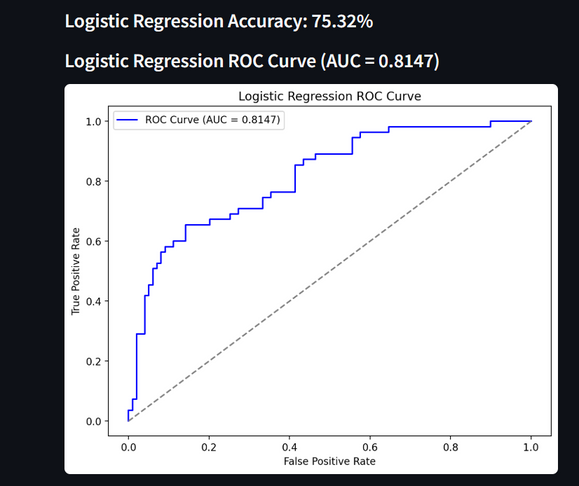 Logistic Regression Accuracy: 75.32%
Logistic Regression ROC Curve (AUC = 0.8147)
Logistic Regression ROC Curve
ROC Curve (AUC = 0.8147)
True Positive Rate
1.0
0.8
0.6
0.4
0.2
0.0
0.0 0.2 0.4 0.6 0.8 1.0
False Positive Rate